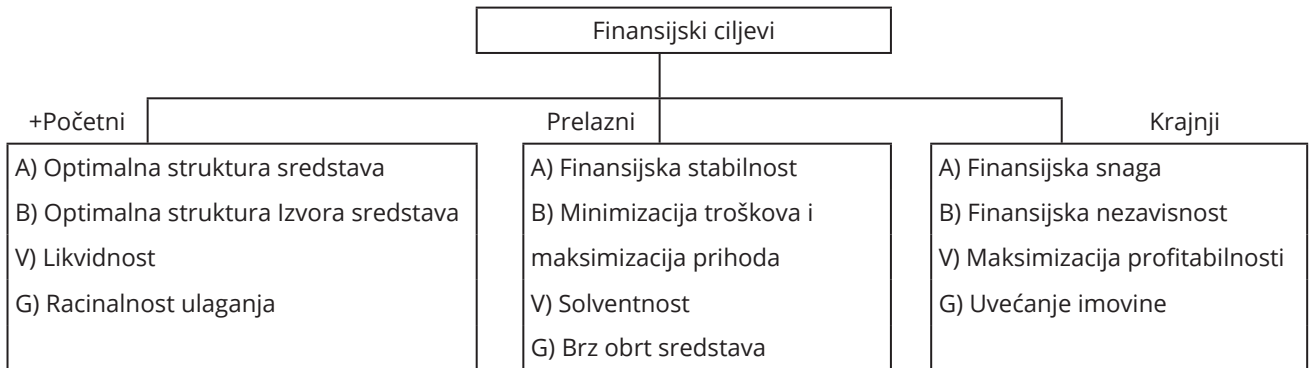 Finansijski ciljevi
+Početni
A) Optimalna struktura sredstava
B) Optimalna struktura Izvora sredstava
V) Likvidnost
G) Racinalnost ulaganja
Prelazni
A) Finansijska stabilnost
B) Minimizacija troškova i
maksimizacija prihoda
V) Solventnost
G) Brz obrt sredstava
Krajnji
A) Finansijska snaga
B) Finansijska nezavisnost
V) Maksimizacija profitabilnosti
G) Uvećanje imovine